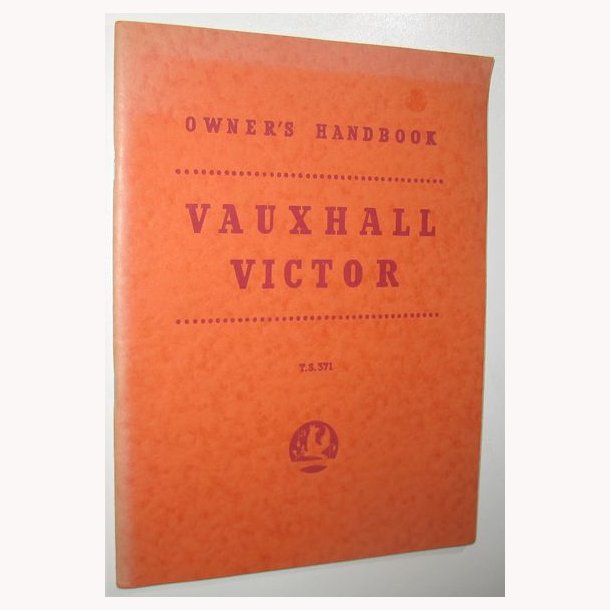 OWNER'S HANDBOOK
VAUXHALL
VICTOR
T.S.371